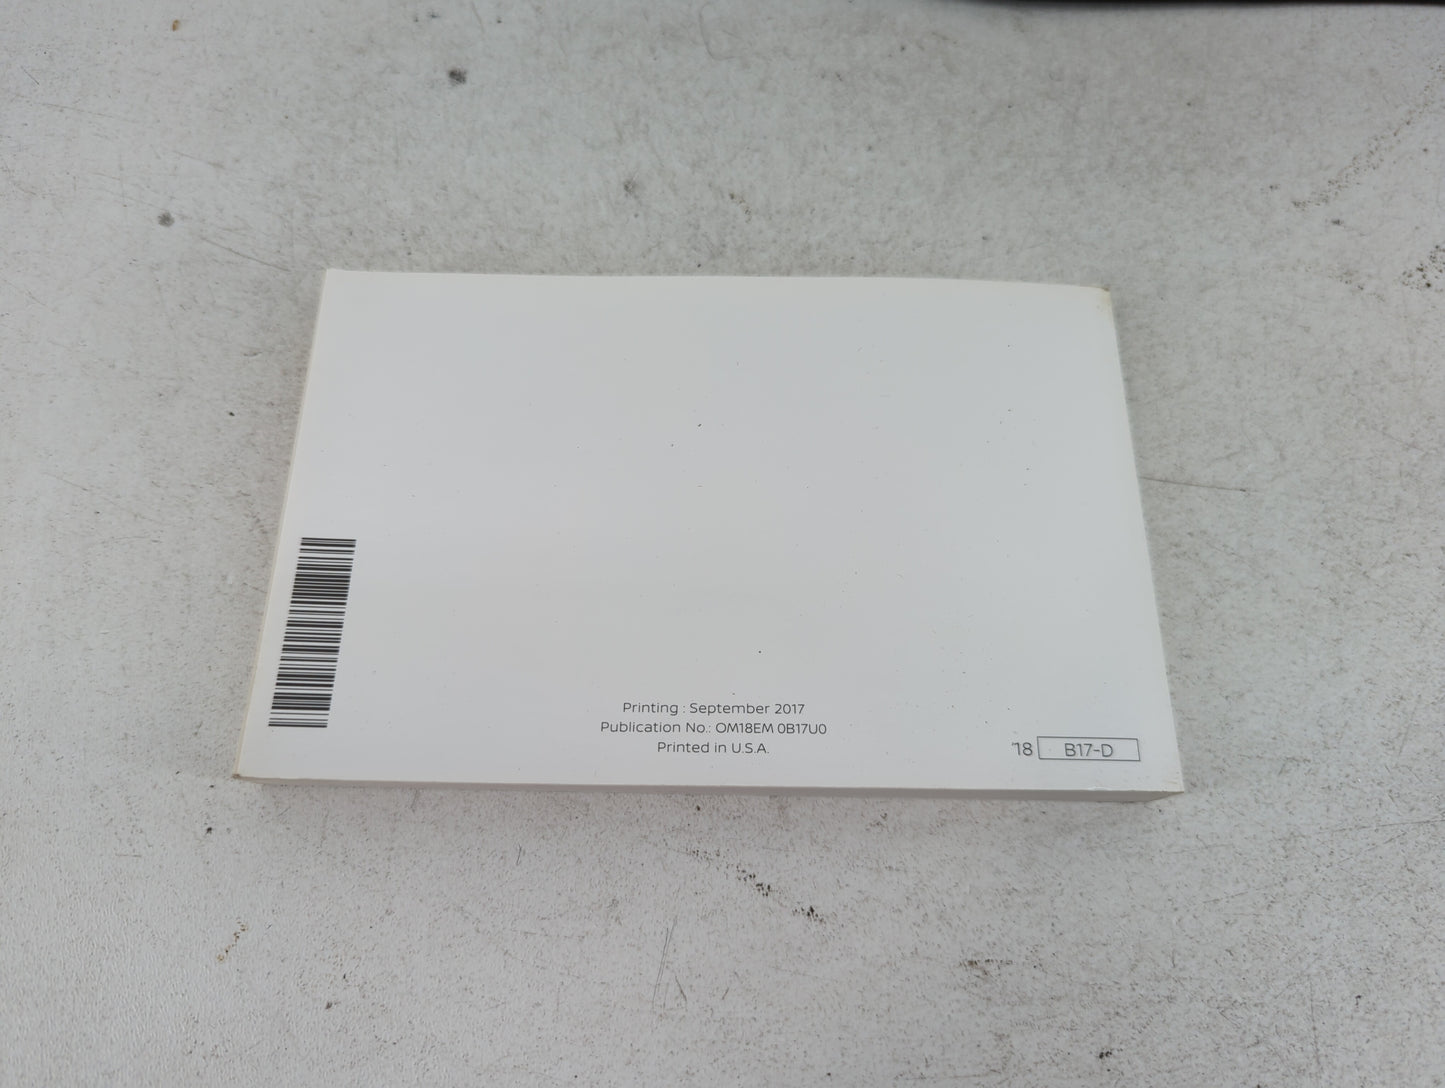 Printing : September 2017
Publication No.: OM18EM 0B17U0
Printed in U.S.A.
'18 B17-D